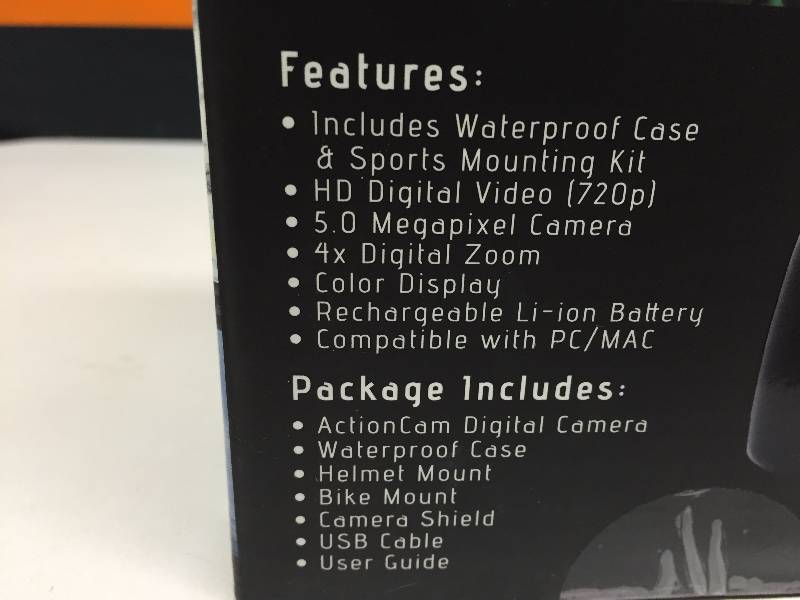 Features:
• Includes Waterproof Case
& Sports Mounting Kit
• HD Digital Video (720p)
• 5.0 Megapixel Camera
• 4x Digital Zoom
• Color Display
• Rechargeable Li-ion Battery
• Compatible with PC/MAC
Package Includes:
• ActionCam Digital Camera
• Waterproof Case
• Helmet Mount
• Bike Mount
• Camera Shield
• USB Cable
• User Guide